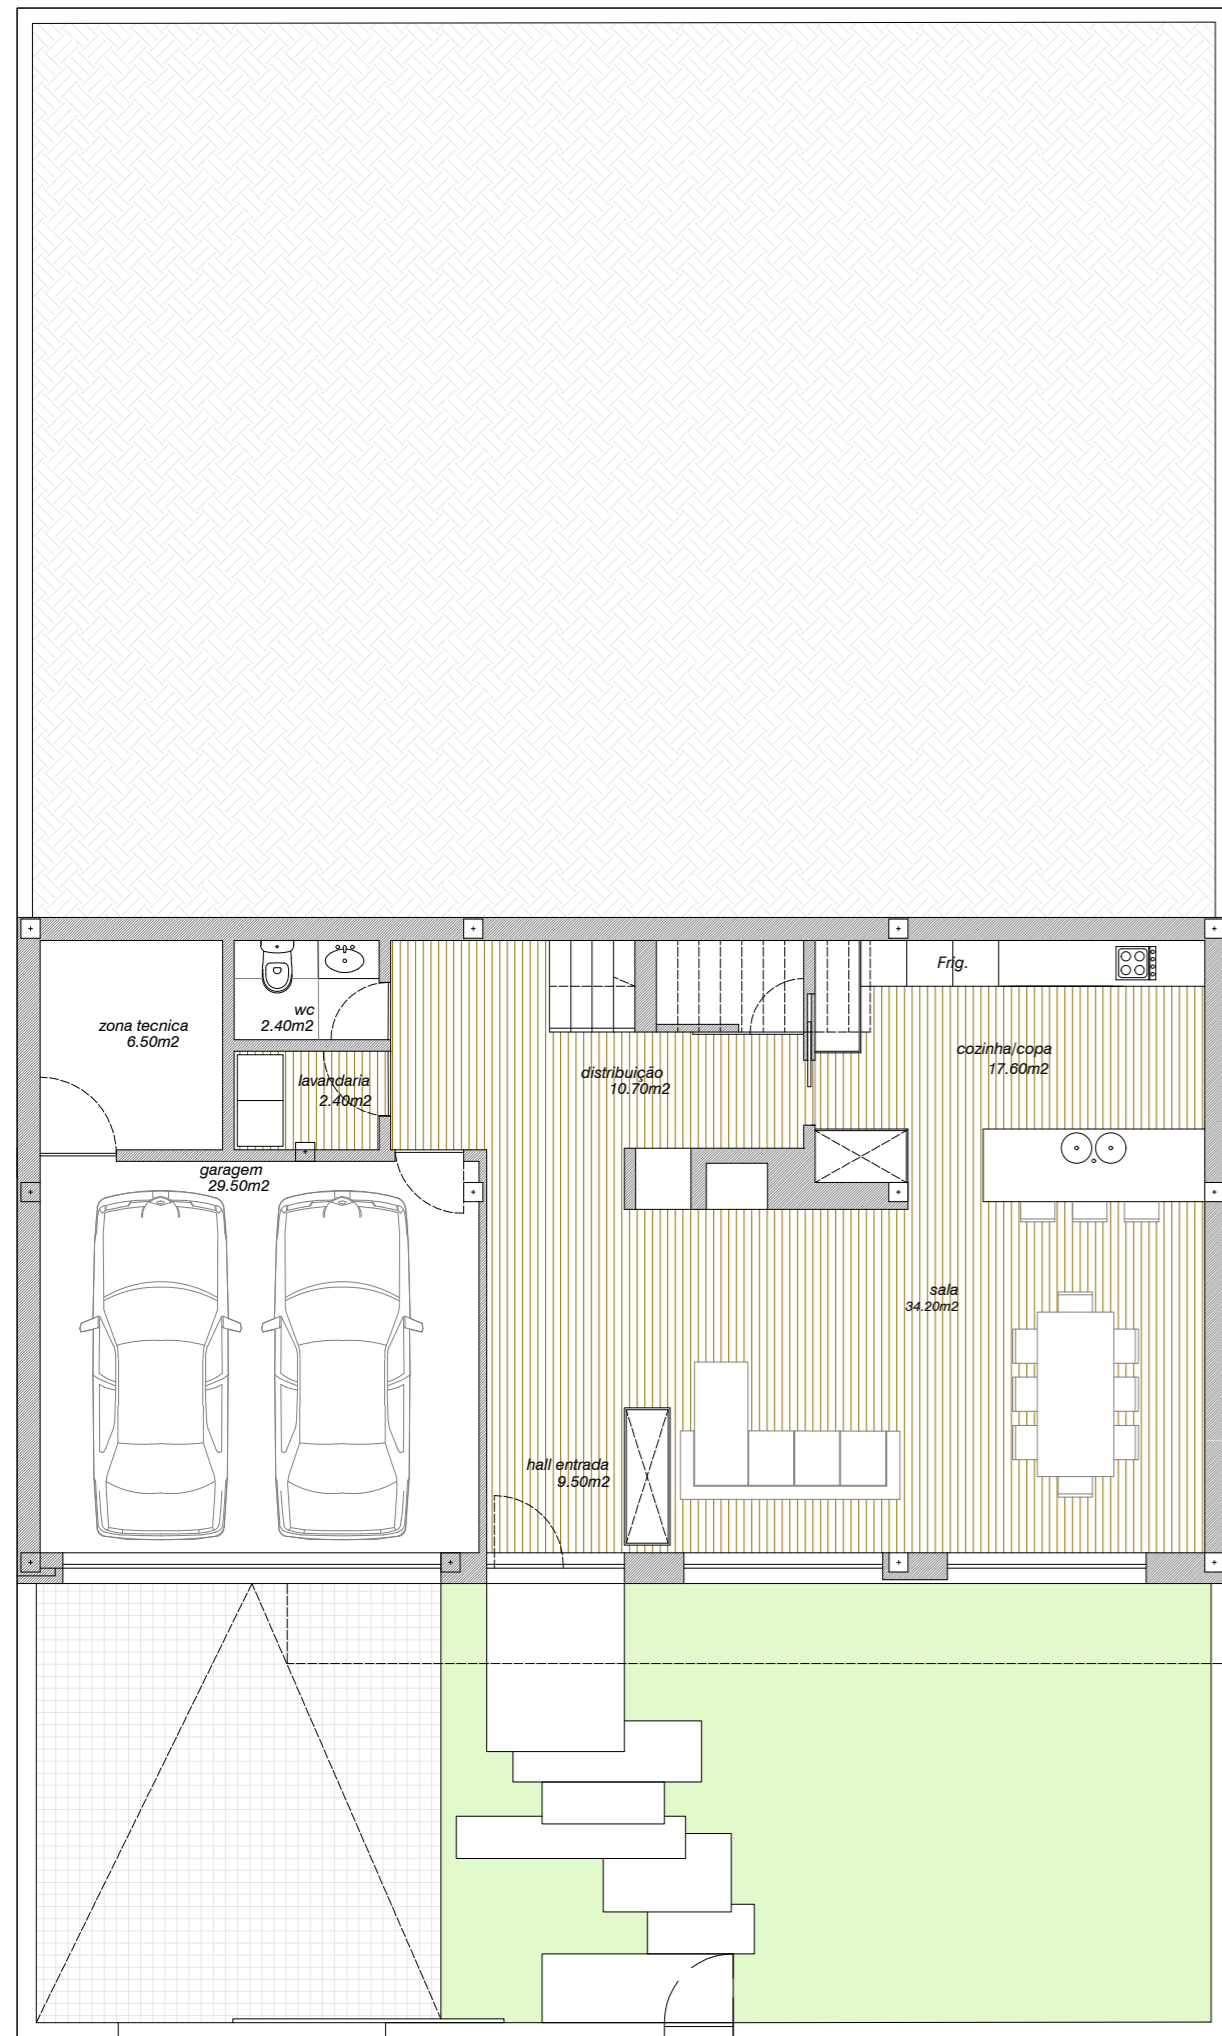 Frig.
zona tecnica
6.50m2
wc
2.40m2
cozinha/copa
17.60m2
distribuição
10.70m2
lavandaria
2.40m2
garagem
29.50m2
sala
34.20m2
hall entrada
9.50m2